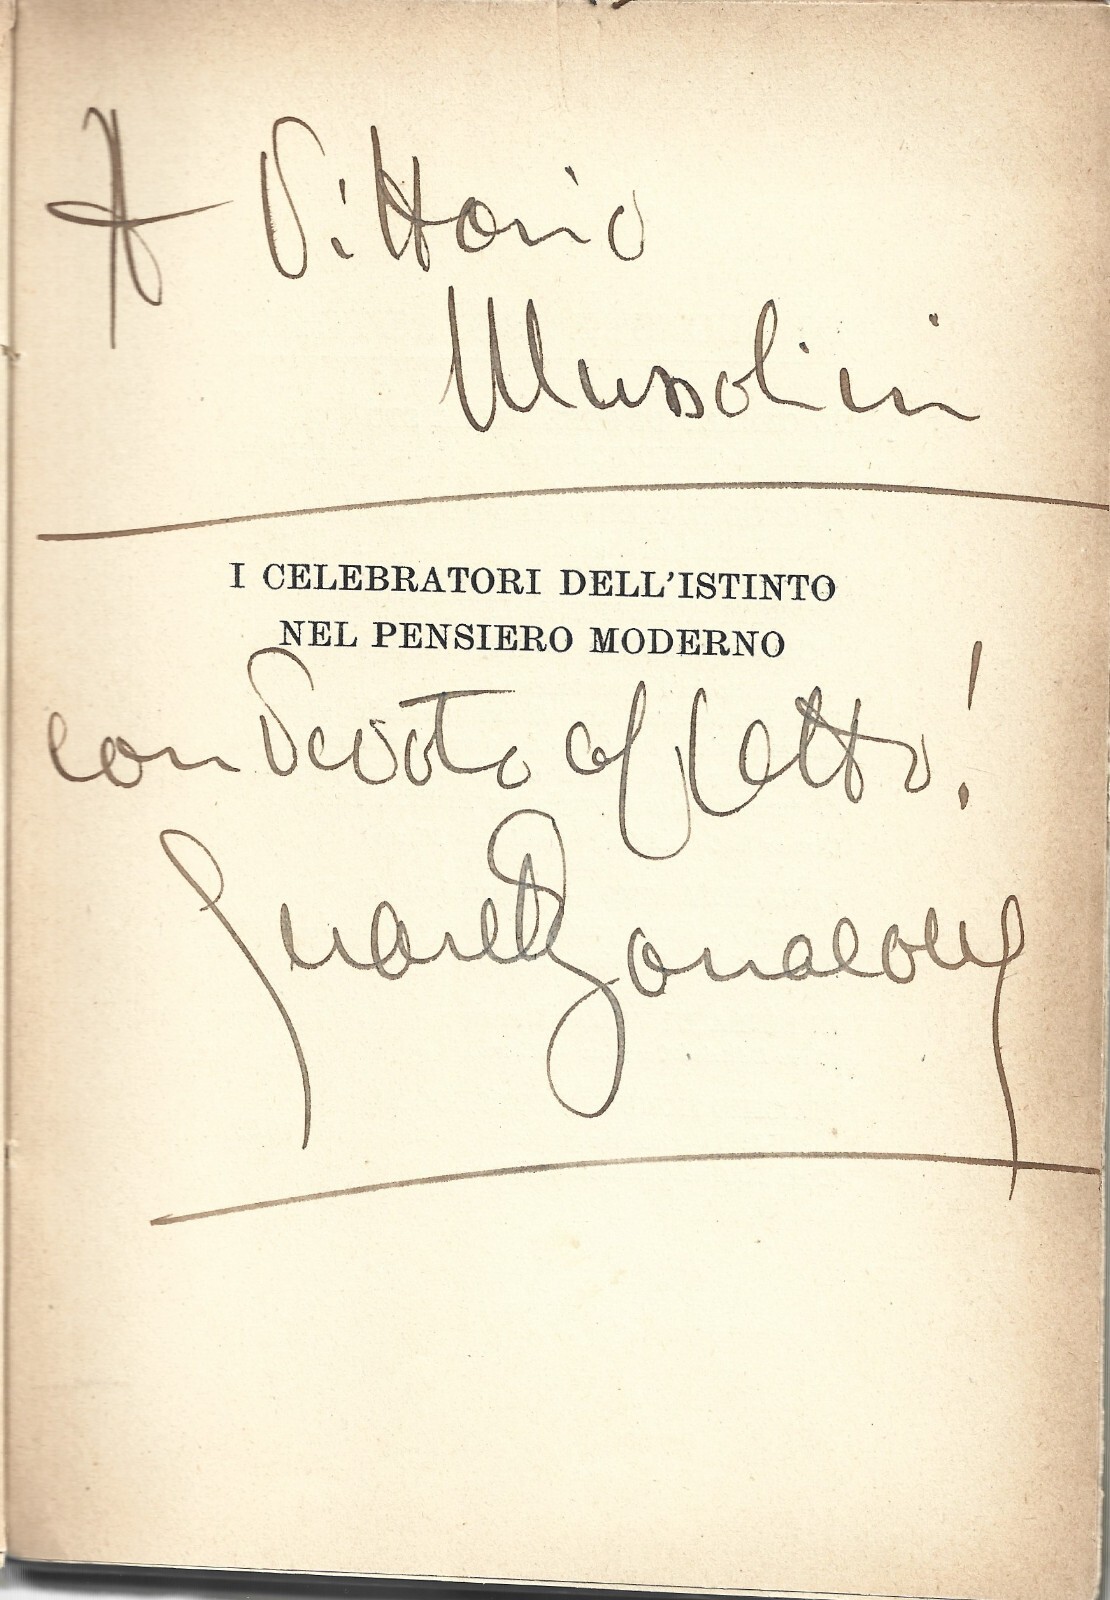 A Vittorio
Mussolini
I CELEBRATORI DELL'ISTINTO
NEL PENSIERO MODERNO
con devoto affetto!